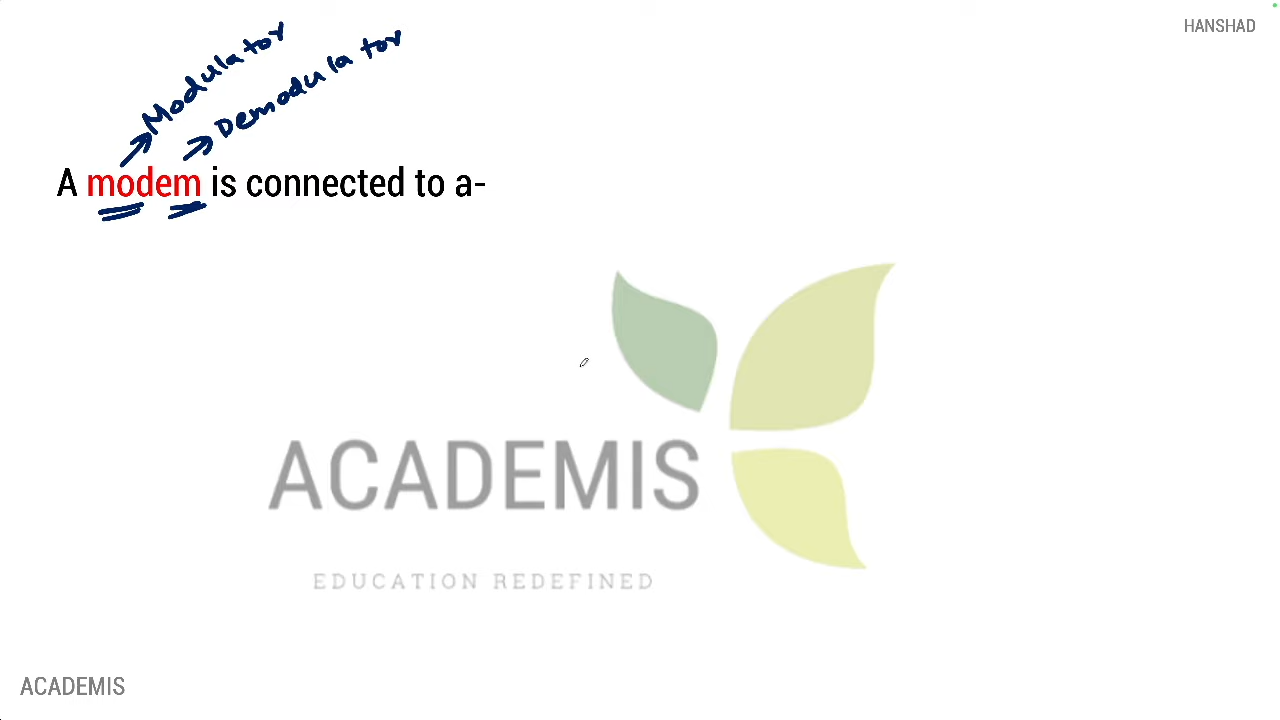 HANSHAD
Modulator
Demodulator
A modem is connected to a-
ACADEMIS
EDUCATION REDEFINED
ACADEMIS